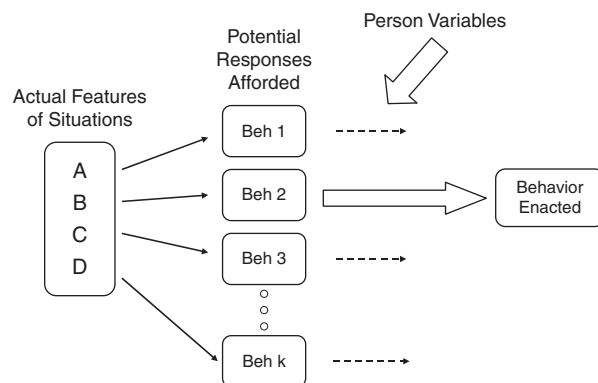 Person Variables
Potential
Responses
Afforded
Actual Features
of Situations
A
B
C
D
Beh 1
Beh 2
Beh 3
Beh k
Behavior
Enacted